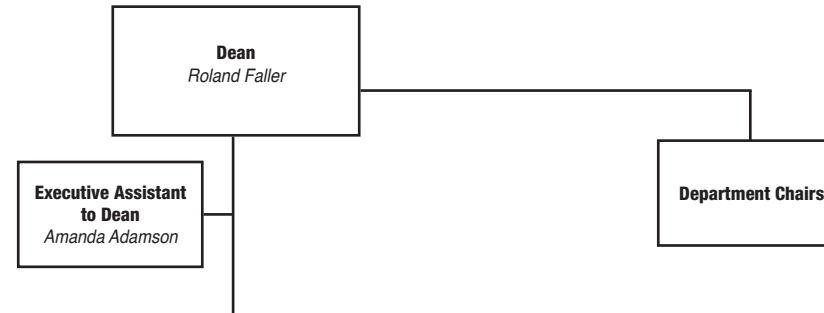 Dean
Roland Faller
Executive Assistant
to Dean
Amanda Adamson
Department Chairs